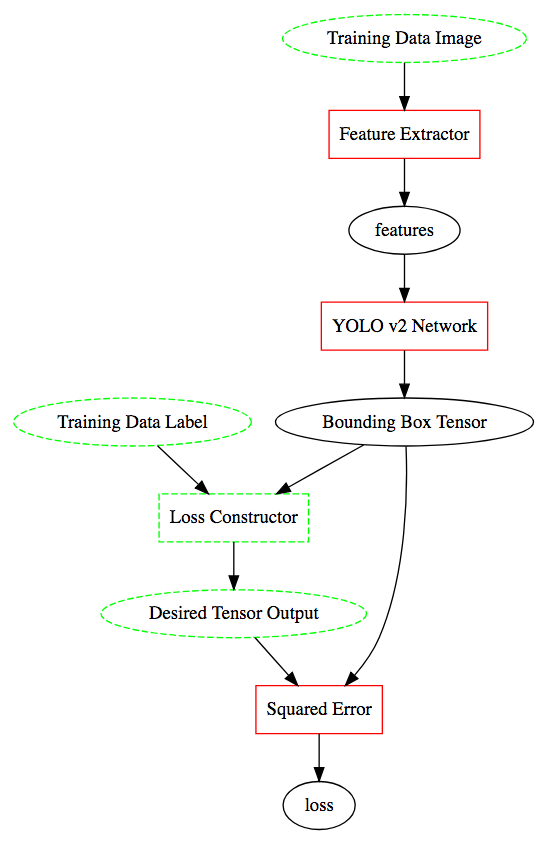 Training Data Image
Feature Extractor
features
YOLO v2 Network
Training Data Label
Bounding Box Tensor
Loss Constructor
Desired Tensor Output
Squared Error
loss